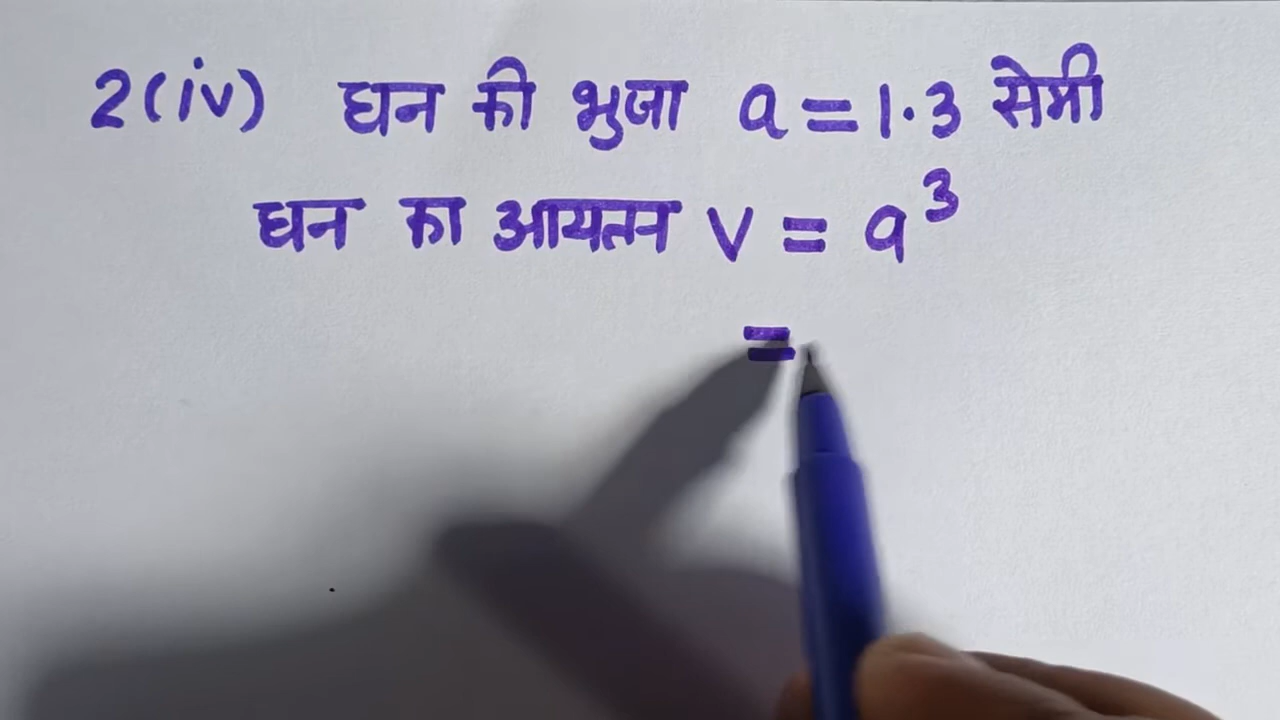 2(iv) घन की भुजा a = 1.3 सेमी
घन का आयतन V = a³
=